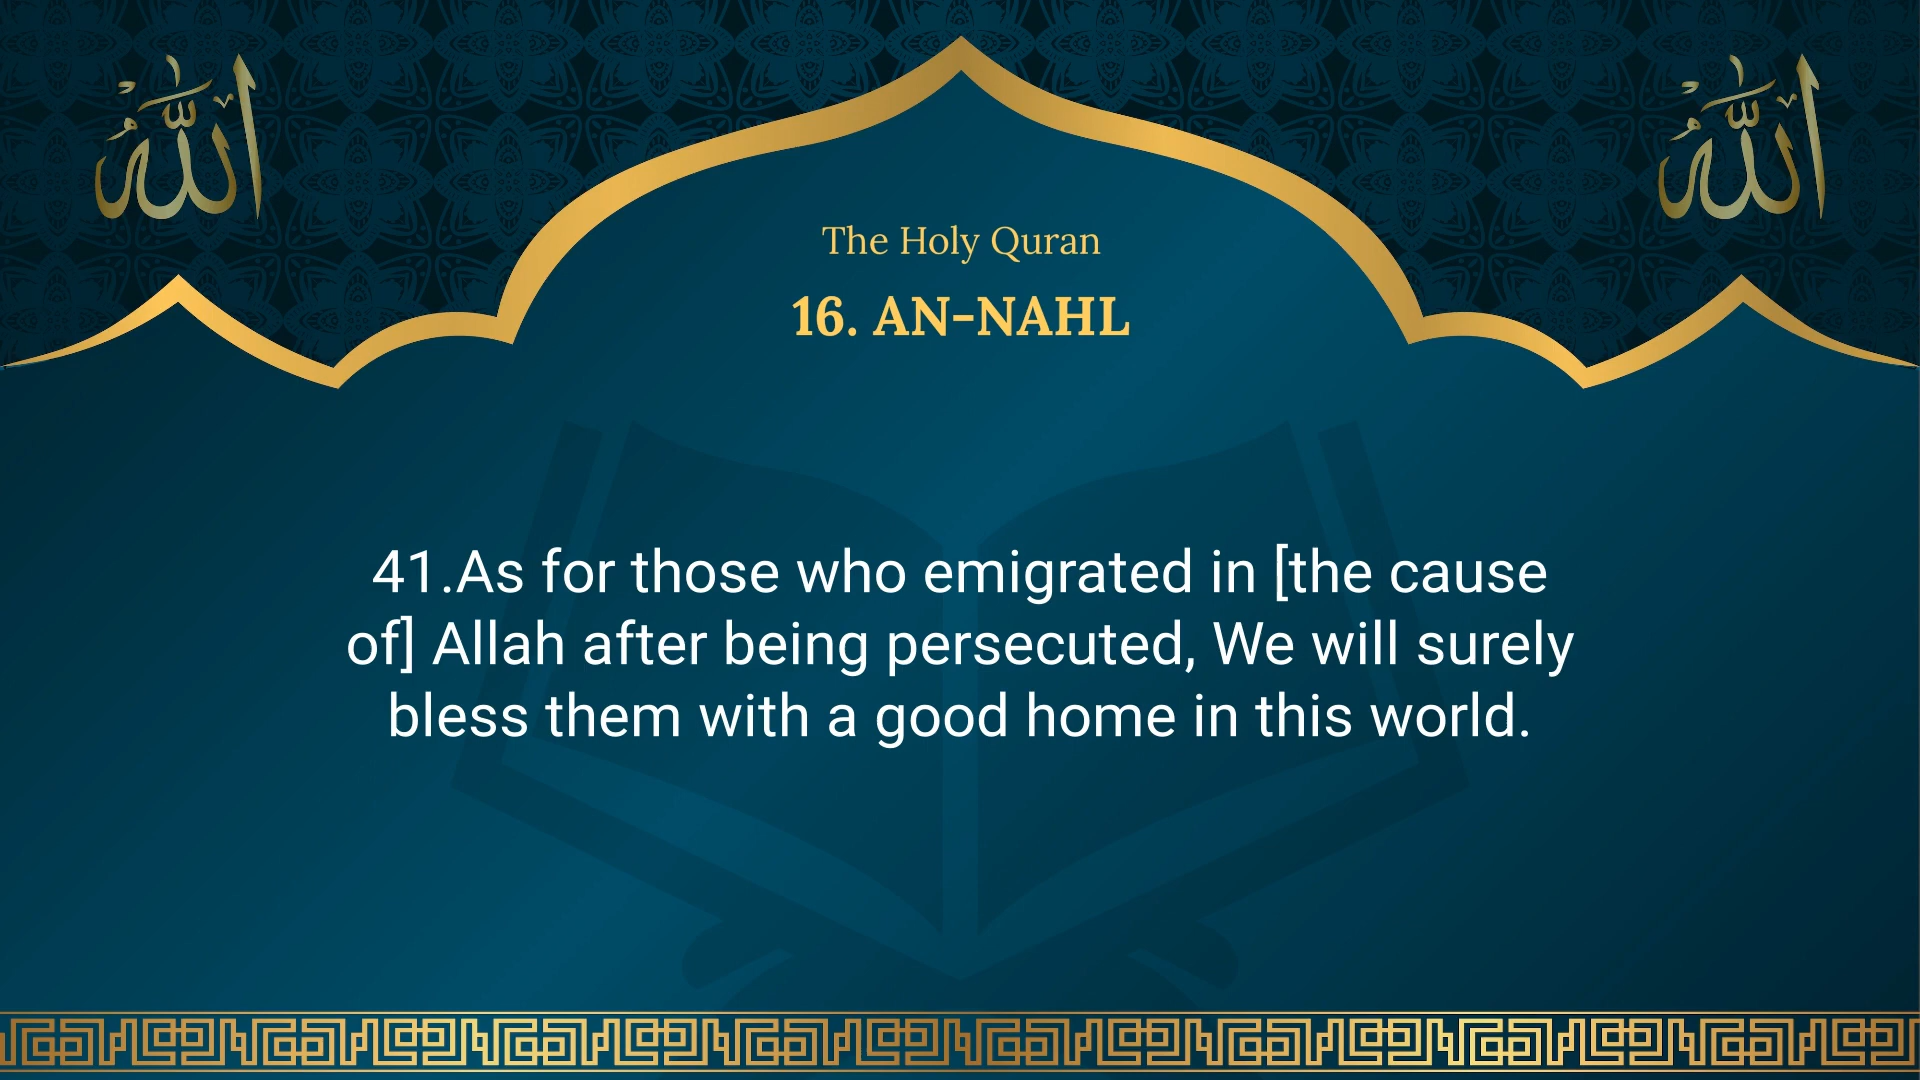 الله
الله
The Holy Quran
16. AN-NAHL
41.As for those who emigrated in [the cause
of] Allah after being persecuted, We will surely
bless them with a good home in this world.